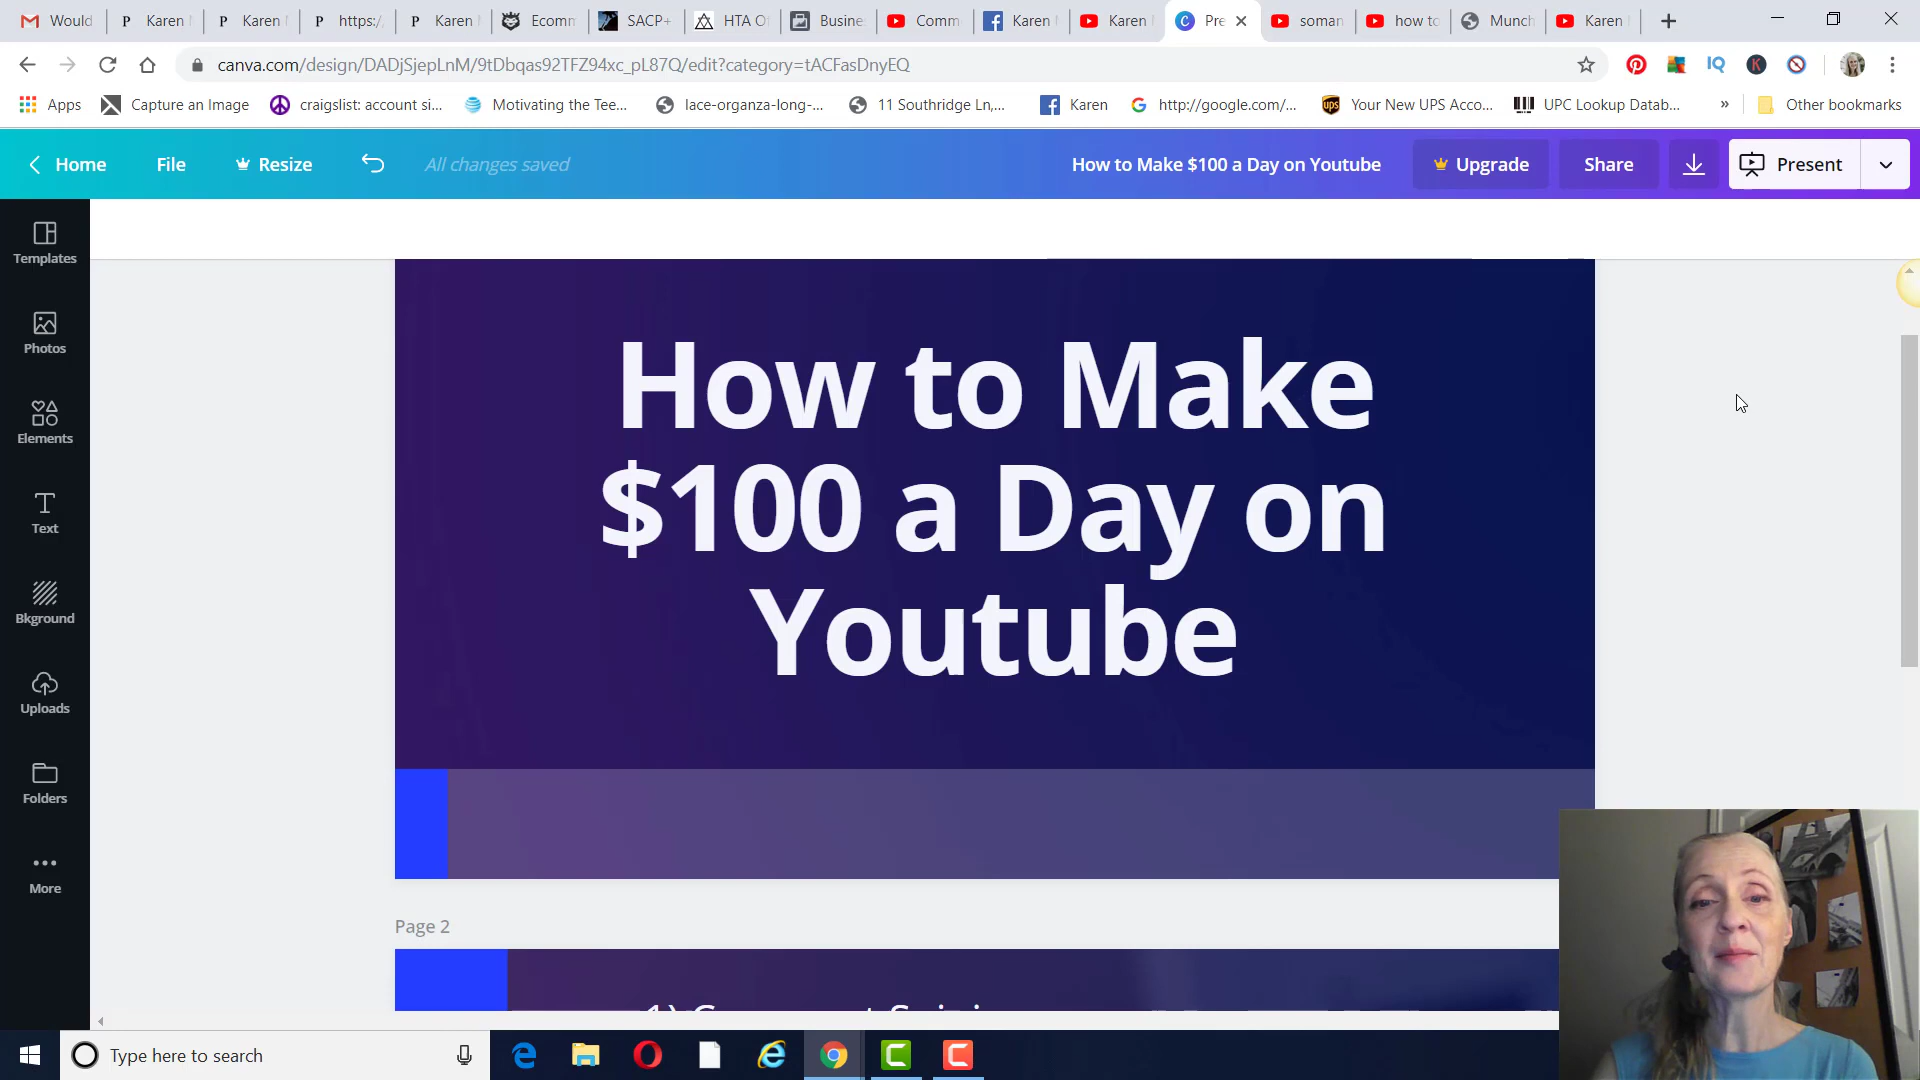 Would
Karen
Karen
https:/
Karen
Ecomm
SACP+
HTA O
Busine
Comm
Karen
Karen
Pre
soman
how to
Munch
Karen
canva.com/design/DADjSjepLnM/9tDbqas92TFZ94xc_pL87Q/edit?category=tACFasDnyEQ
Apps
Capture an Image
craigslist: account si...
Motivating the Tee...
lace-organza-long-...
11 Southridge Ln,...
Karen
http://google.com/...
Your New UPS Acco...
UPC Lookup Datab...
»
Other bookmarks
Home
File
Resize
All changes saved
How to Make $100 a Day on Youtube
Upgrade
Share
Present
Templates
Photos
Elements
Text
Bkground
Uploads
Folders
More
How to Make
$100 a Day on
Youtube
Page 2
Type here to search